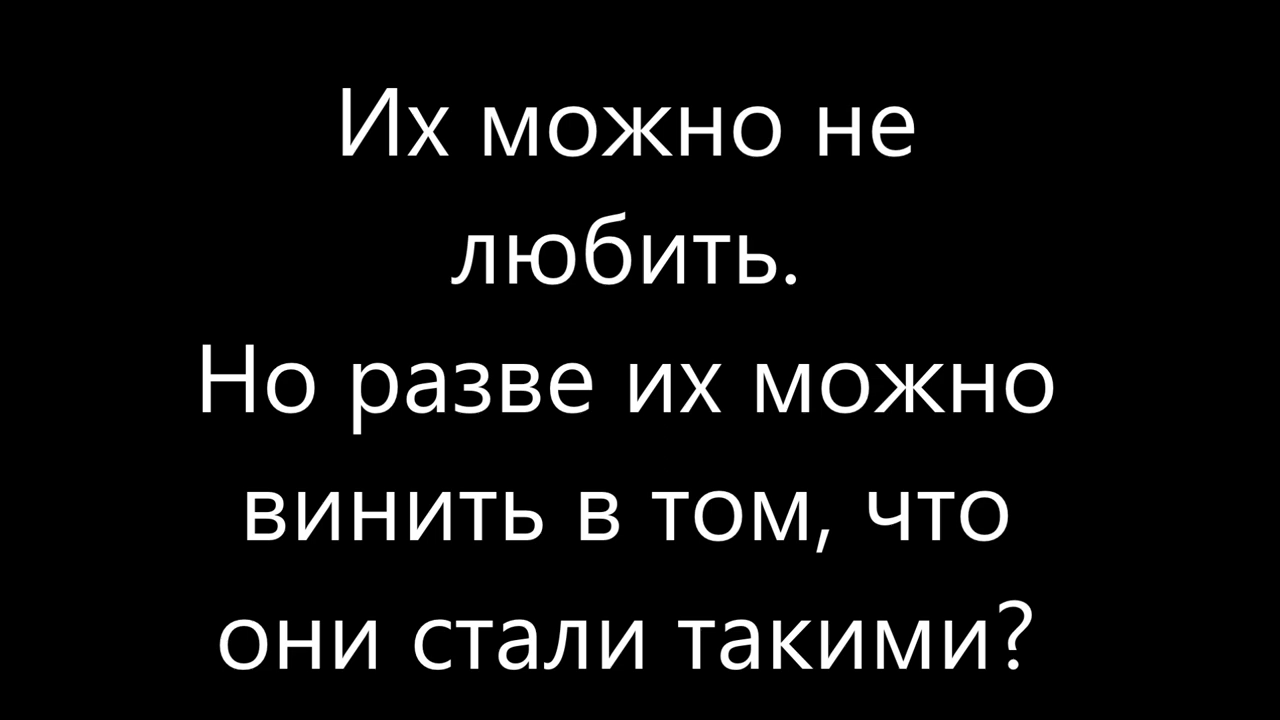 Их можно не
любить.
Но разве их можно
винить в том, что
они стали такими?